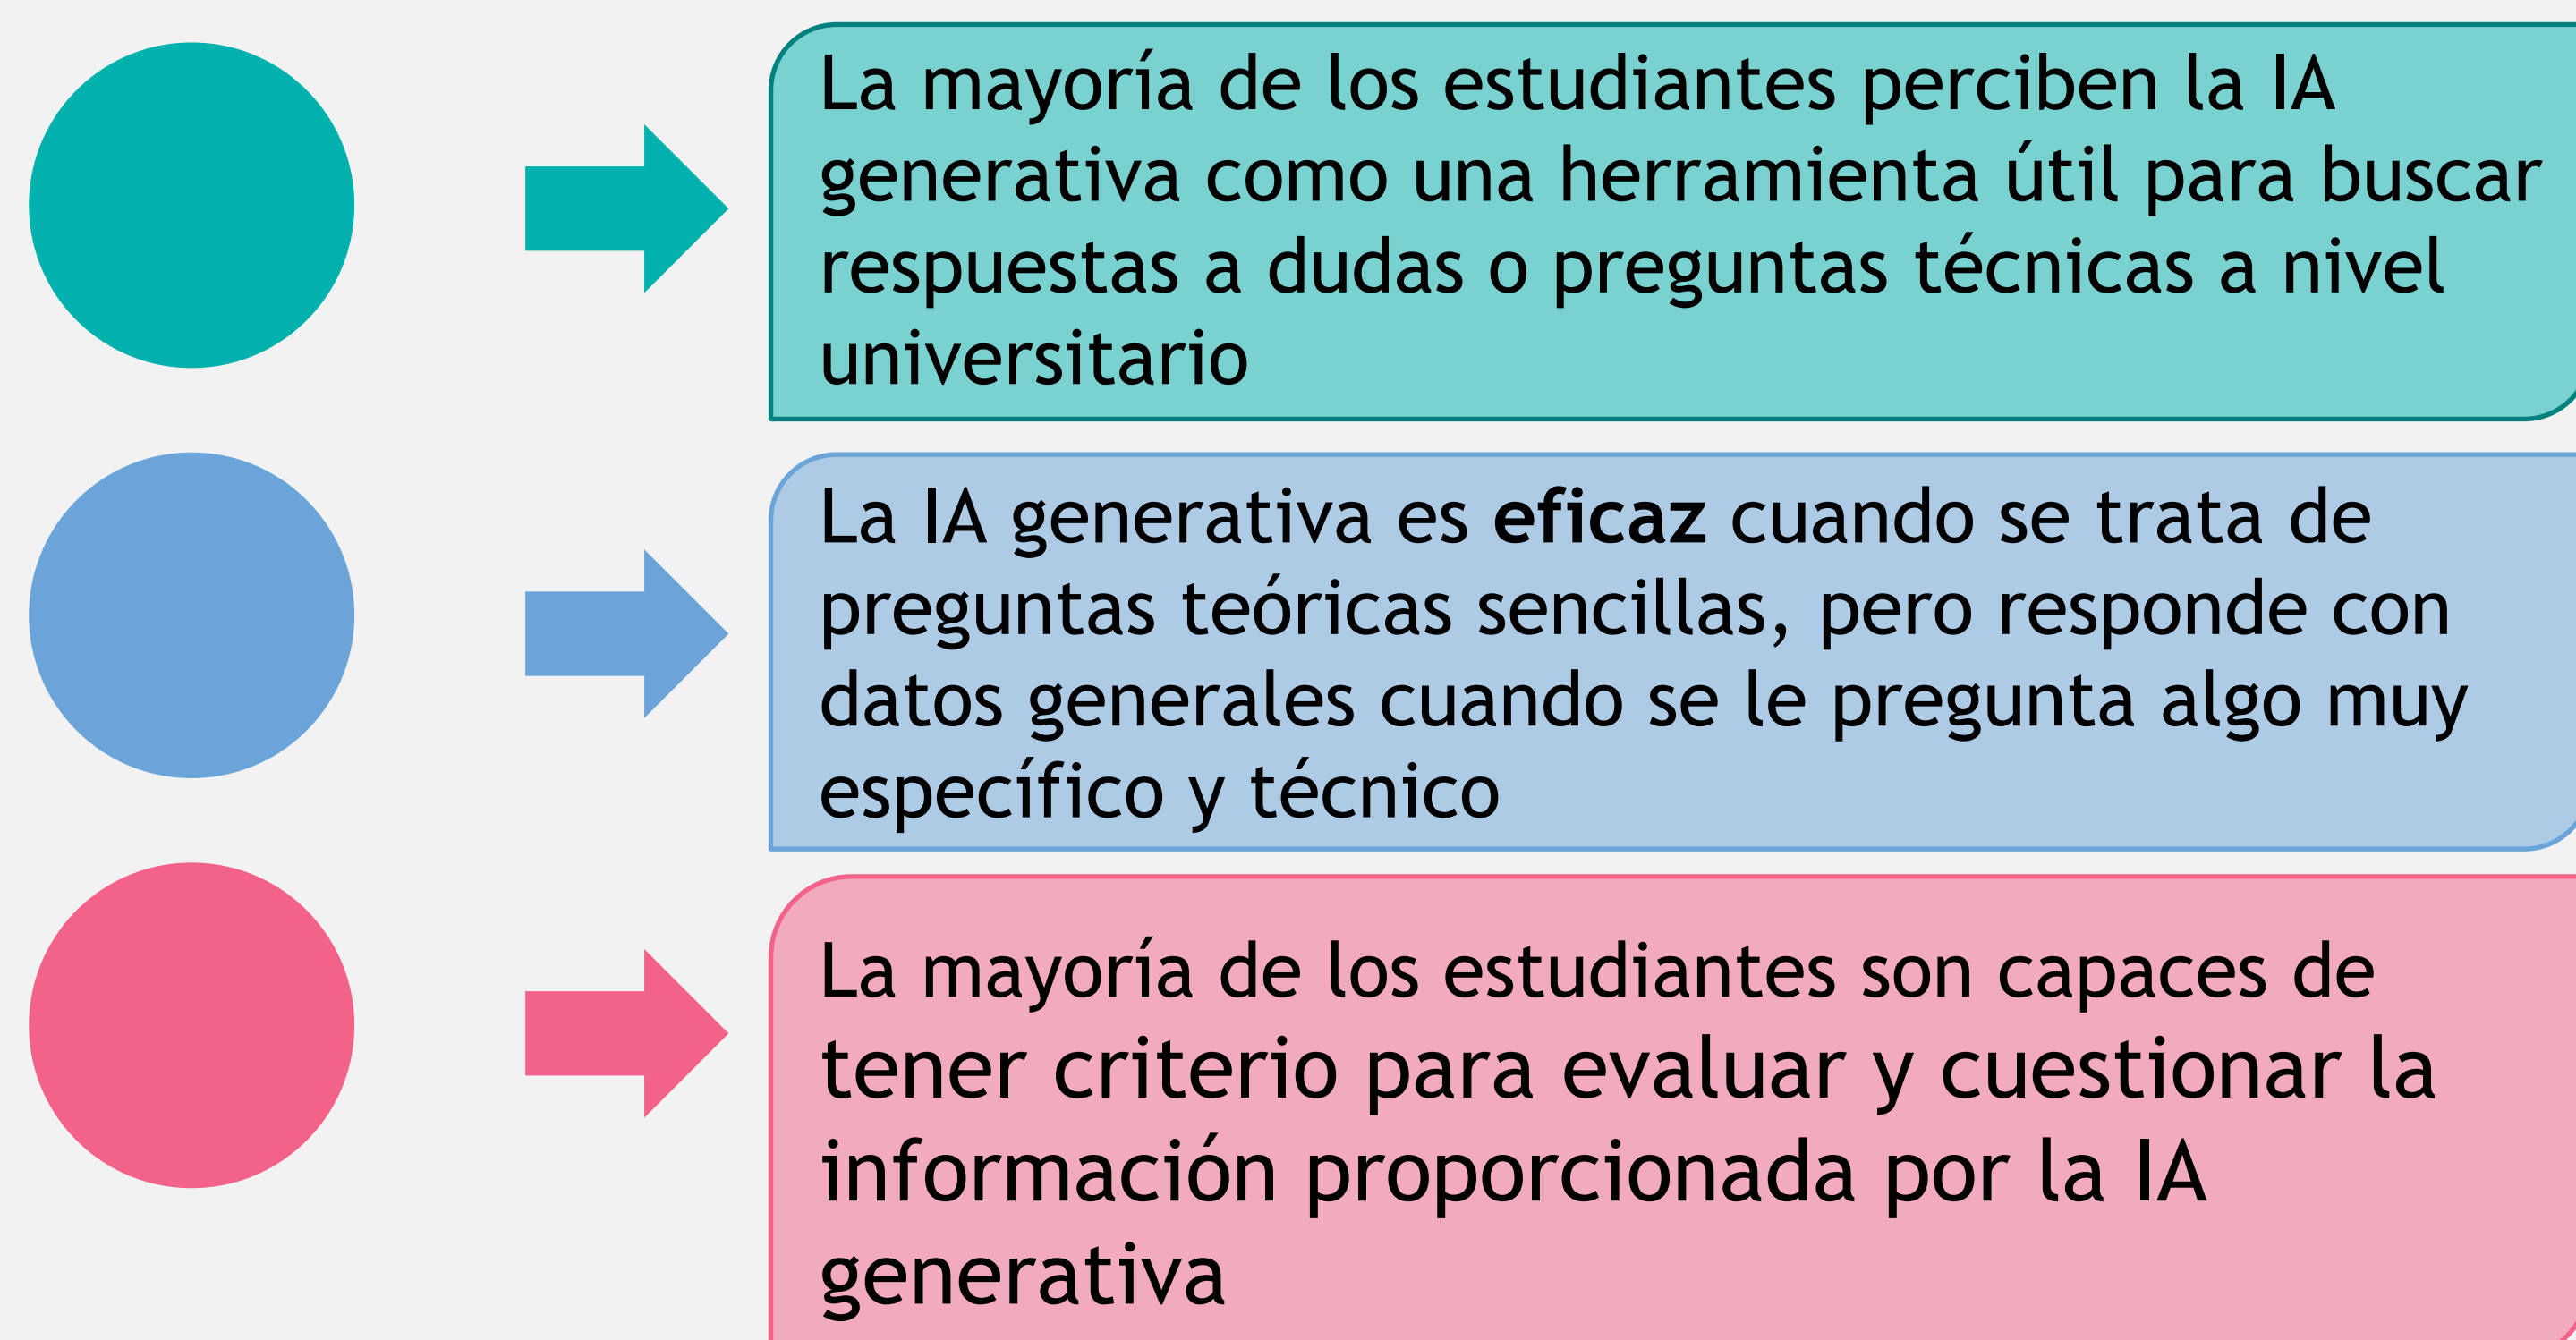 La mayoría de los estudiantes perciben la IA
generativa como una herramienta útil para buscar
respuestas a dudas o preguntas técnicas a nivel
universitario
La IA generativa es eficaz cuando se trata de
preguntas teóricas sencillas, pero responde con
datos generales cuando se le pregunta algo muy
específico y técnico
La mayoría de los estudiantes son capaces de
tener criterio para evaluar y cuestionar la
información proporcionada por la IA
generativa